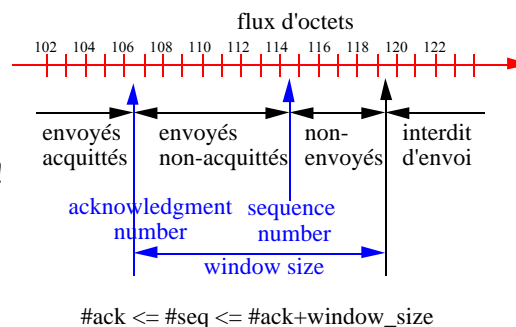 flux d'octets
102 104 106 108 110 112 114 116 118 120 122
envoyés envoyés non- interdit
acquittés non-acquittés envoyés d'envoi
acknowledgment sequence
number number
window size
#ack <= #seq <= #ack+window_size